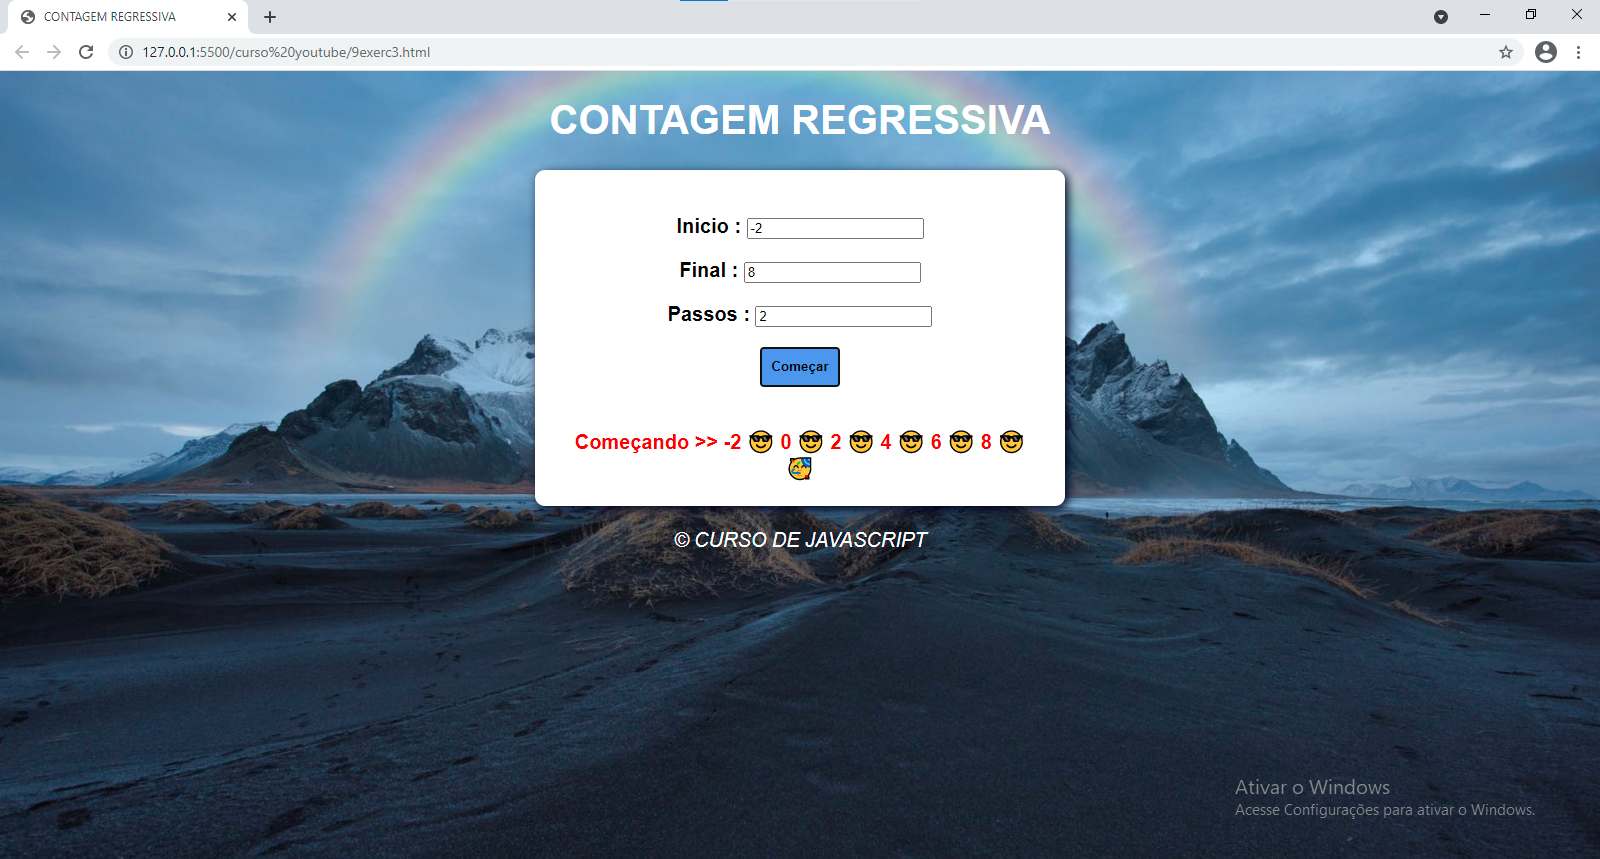 CONTAGEM REGRESSIVA
127.0.0.1:5500/curso%20youtube/9exerc3.html
CONTAGEM REGRESSIVA
Inicio : -2
Final : 8
Passos : 2
Começar
Começando >> -2 😎 0 😎 2 😎 4 😎 6 😎 8 😎
🥳
© CURSO DE JAVASCRIPT
Ativar o Windows
Acesse Configurações para ativar o Windows.